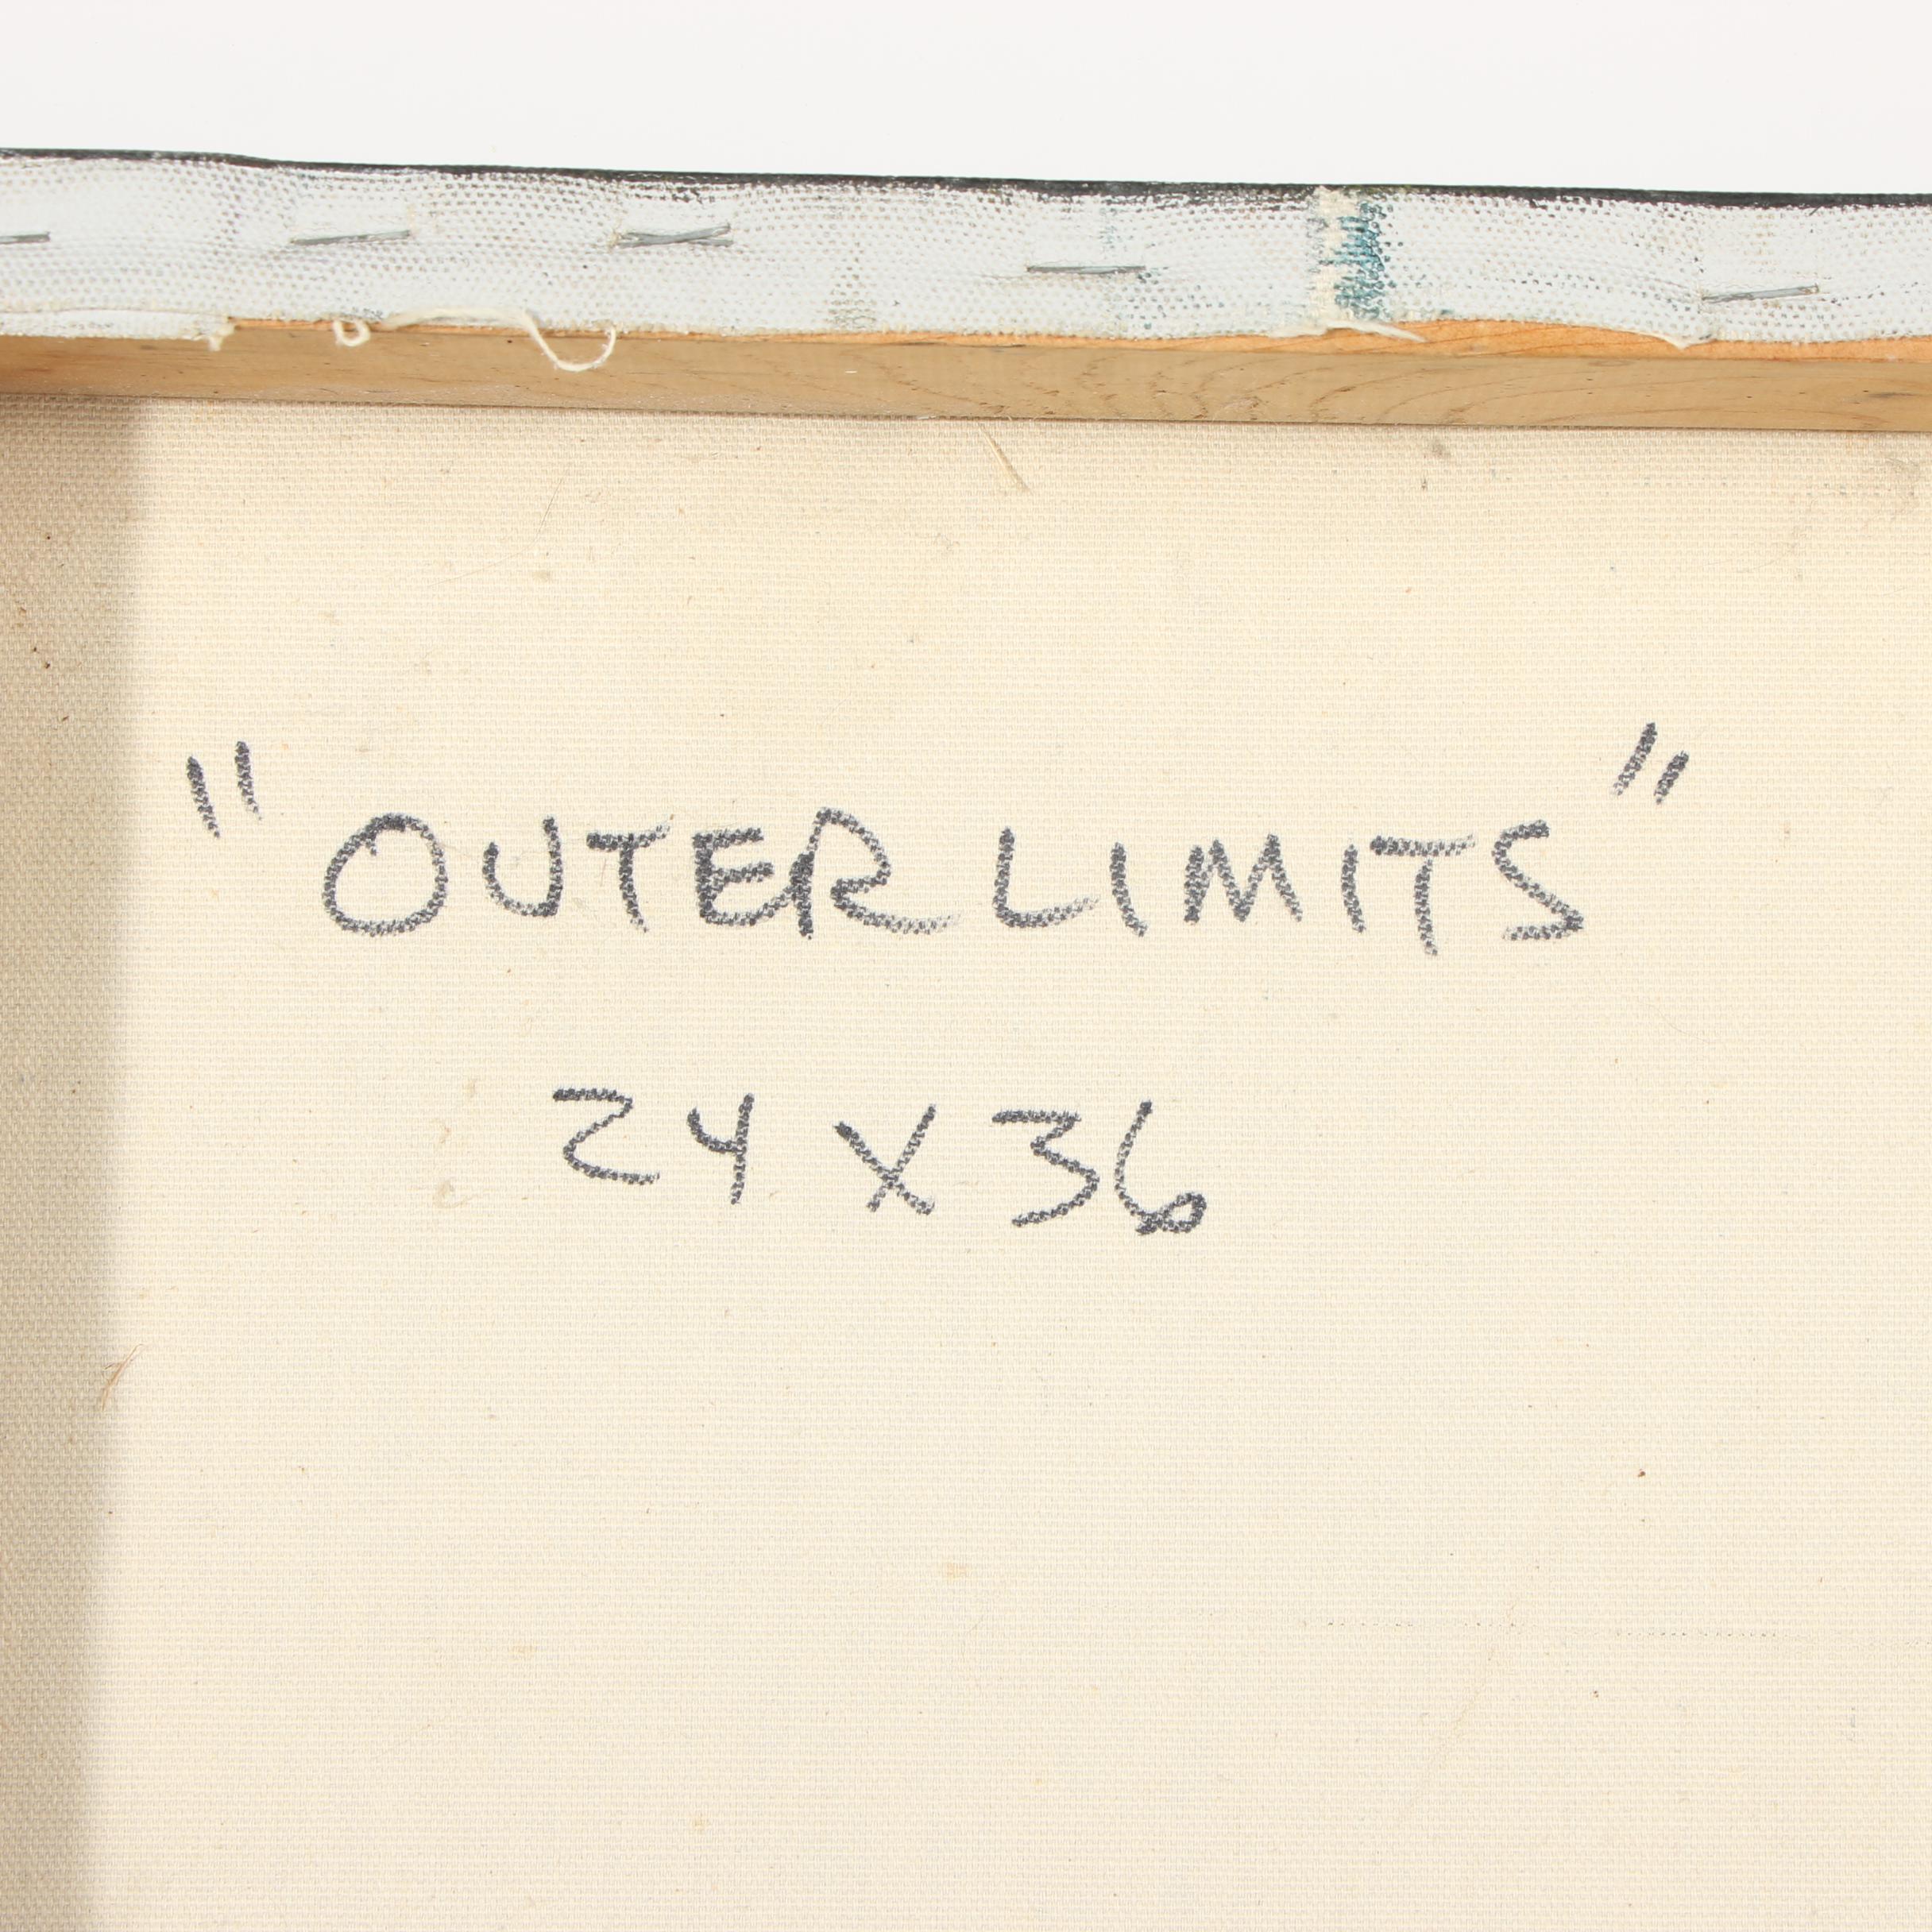 "OUTER LIMITS"
24 X 36